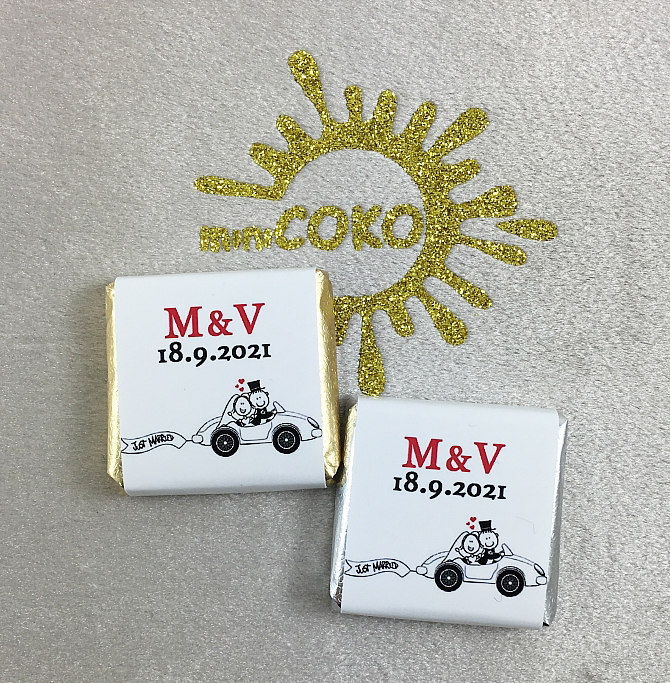 miniCOKO
M&V
18.9.2021
JUST MARRIED
M&V
18.9.2021
JUST MARRIED